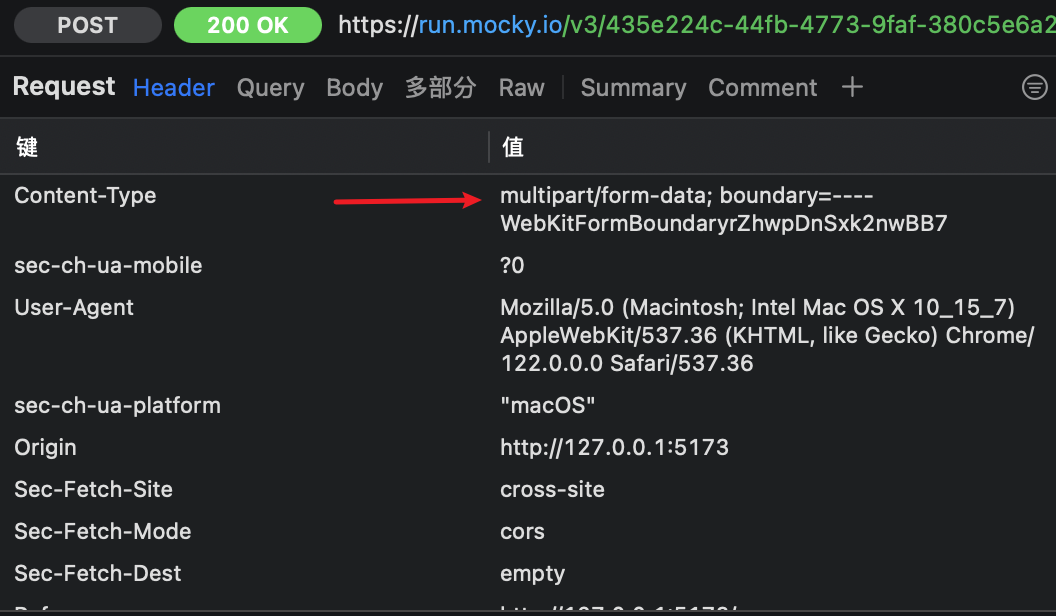 POST 200 OK https://run.mocky.io/v3/435e224c-44fb-4773-9faf-380c5e6a2
Request Header Query Body 多部分 Raw Summary Comment +
键 值
Content-Type multipart/form-data; boundary=----
WebKitFormBoundaryrZhwpDnSxk2nwBB7
sec-ch-ua-mobile ?0
User-Agent Mozilla/5.0 (Macintosh; Intel Mac OS X 10_15_7)
AppleWebKit/537.36 (KHTML, like Gecko) Chrome/
122.0.0.0 Safari/537.36
sec-ch-ua-platform "macOS"
Origin http://127.0.0.1:5173
Sec-Fetch-Site cross-site
Sec-Fetch-Mode cors
Sec-Fetch-Dest empty